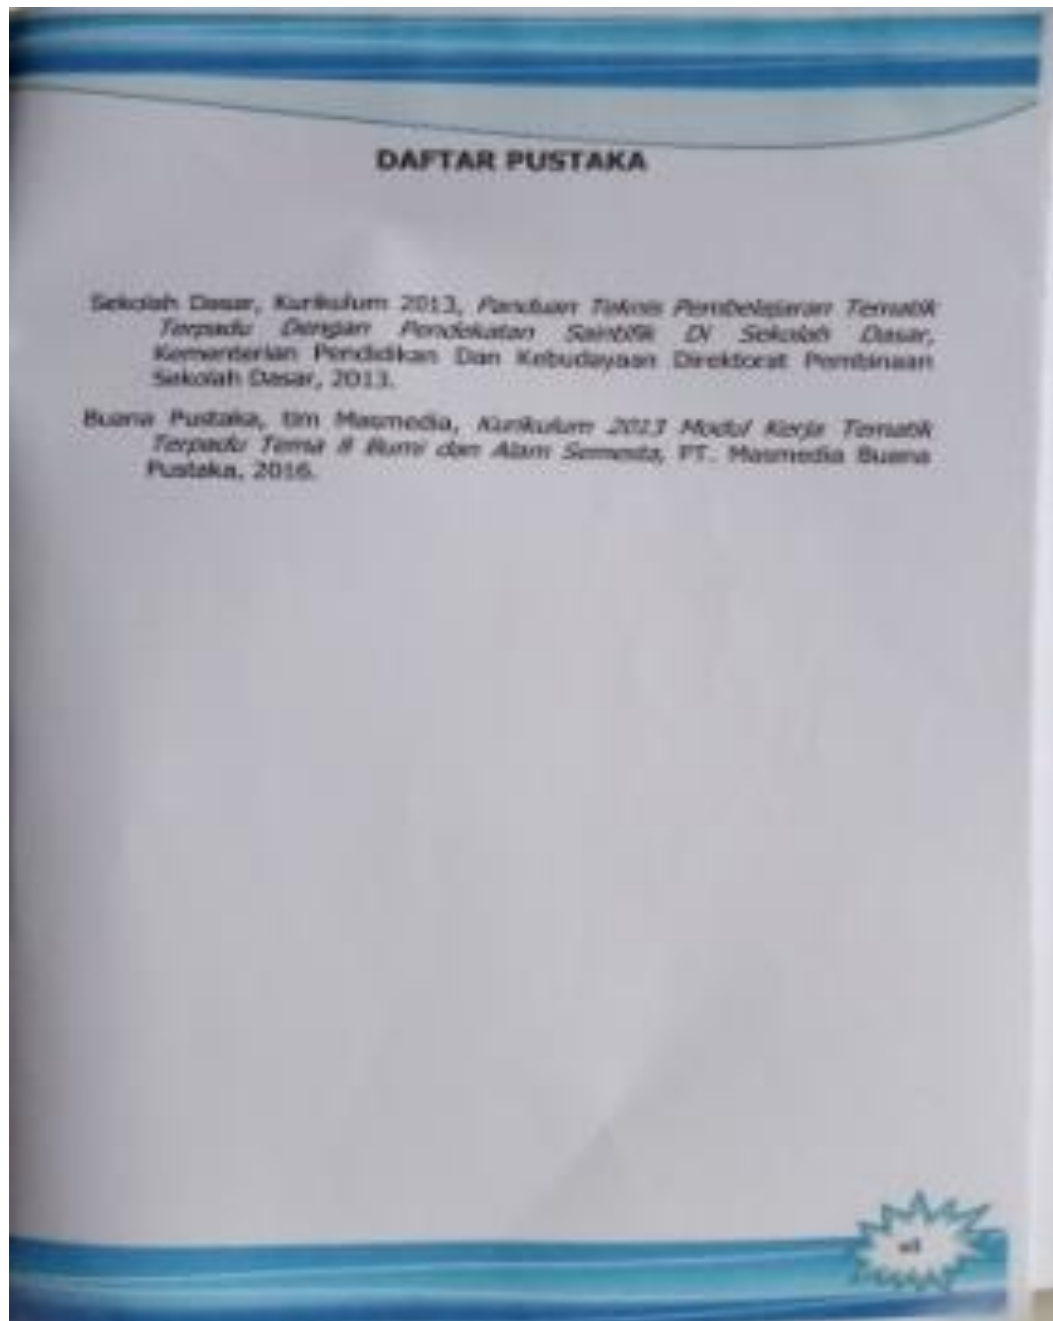 DAFTAR PUSTAKA
Sekolah Dasar, Kurikulum 2013, Panduan Teknis Pembelajaran Tematik
Terpadu Dengan Pendekatan Saintifik Di Sekolah Dasar,
Kementerian Pendidikan Dan Kebudayaan Direktorat Pembinaan
Sekolah Dasar, 2013.
Buana Pustaka, tim Masmedia, Kurikulum 2013 Modul Kerja Tematik
Terpadu Tema 8 Bumi dan Alam Semesta, PT. Masmedia Buana
Pustaka, 2016.